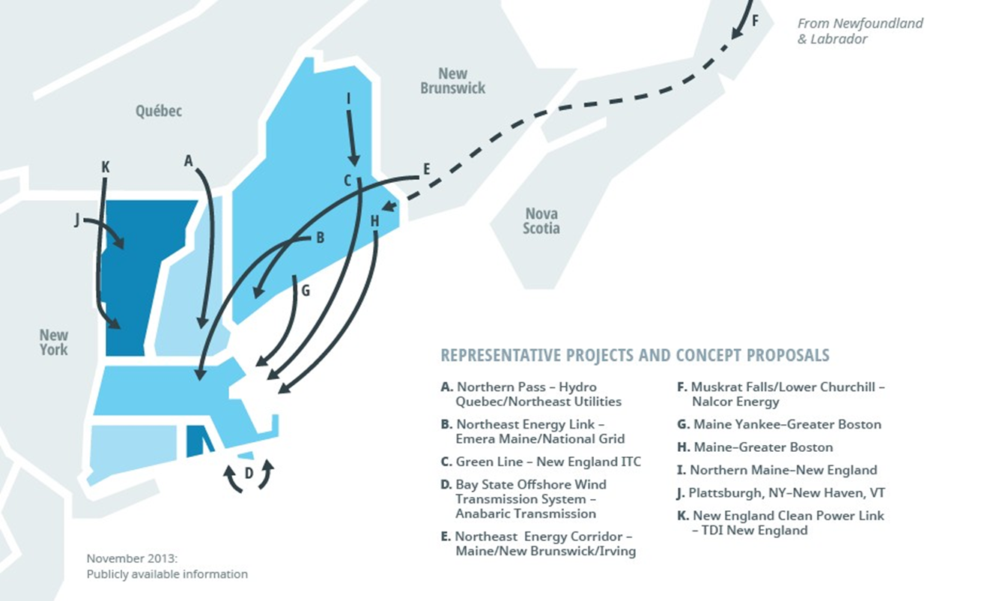 F
From Newfoundland
& Labrador
New
Brunswick
I
Québec
K
A
E
C
J
H
Nova
Scotia
B
G
New
York
D
REPRESENTATIVE PROJECTS AND CONCEPT PROPOSALS
A. Northern Pass – Hydro
Quebec/Northeast Utilities
B. Northeast Energy Link –
Emera Maine/National Grid
C. Green Line – New England ITC
D. Bay State Offshore Wind
Transmission System –
Anabaric Transmission
E. Northeast Energy Corridor –
Maine/New Brunswick/Irving
F. Muskrat Falls/Lower Churchill –
Nalcor Energy
G. Maine Yankee–Greater Boston
H. Maine–Greater Boston
I. Northern Maine–New England
J. Plattsburgh, NY–New Haven, VT
K. New England Clean Power Link
– TDI New England
November 2013:
Publicly available information